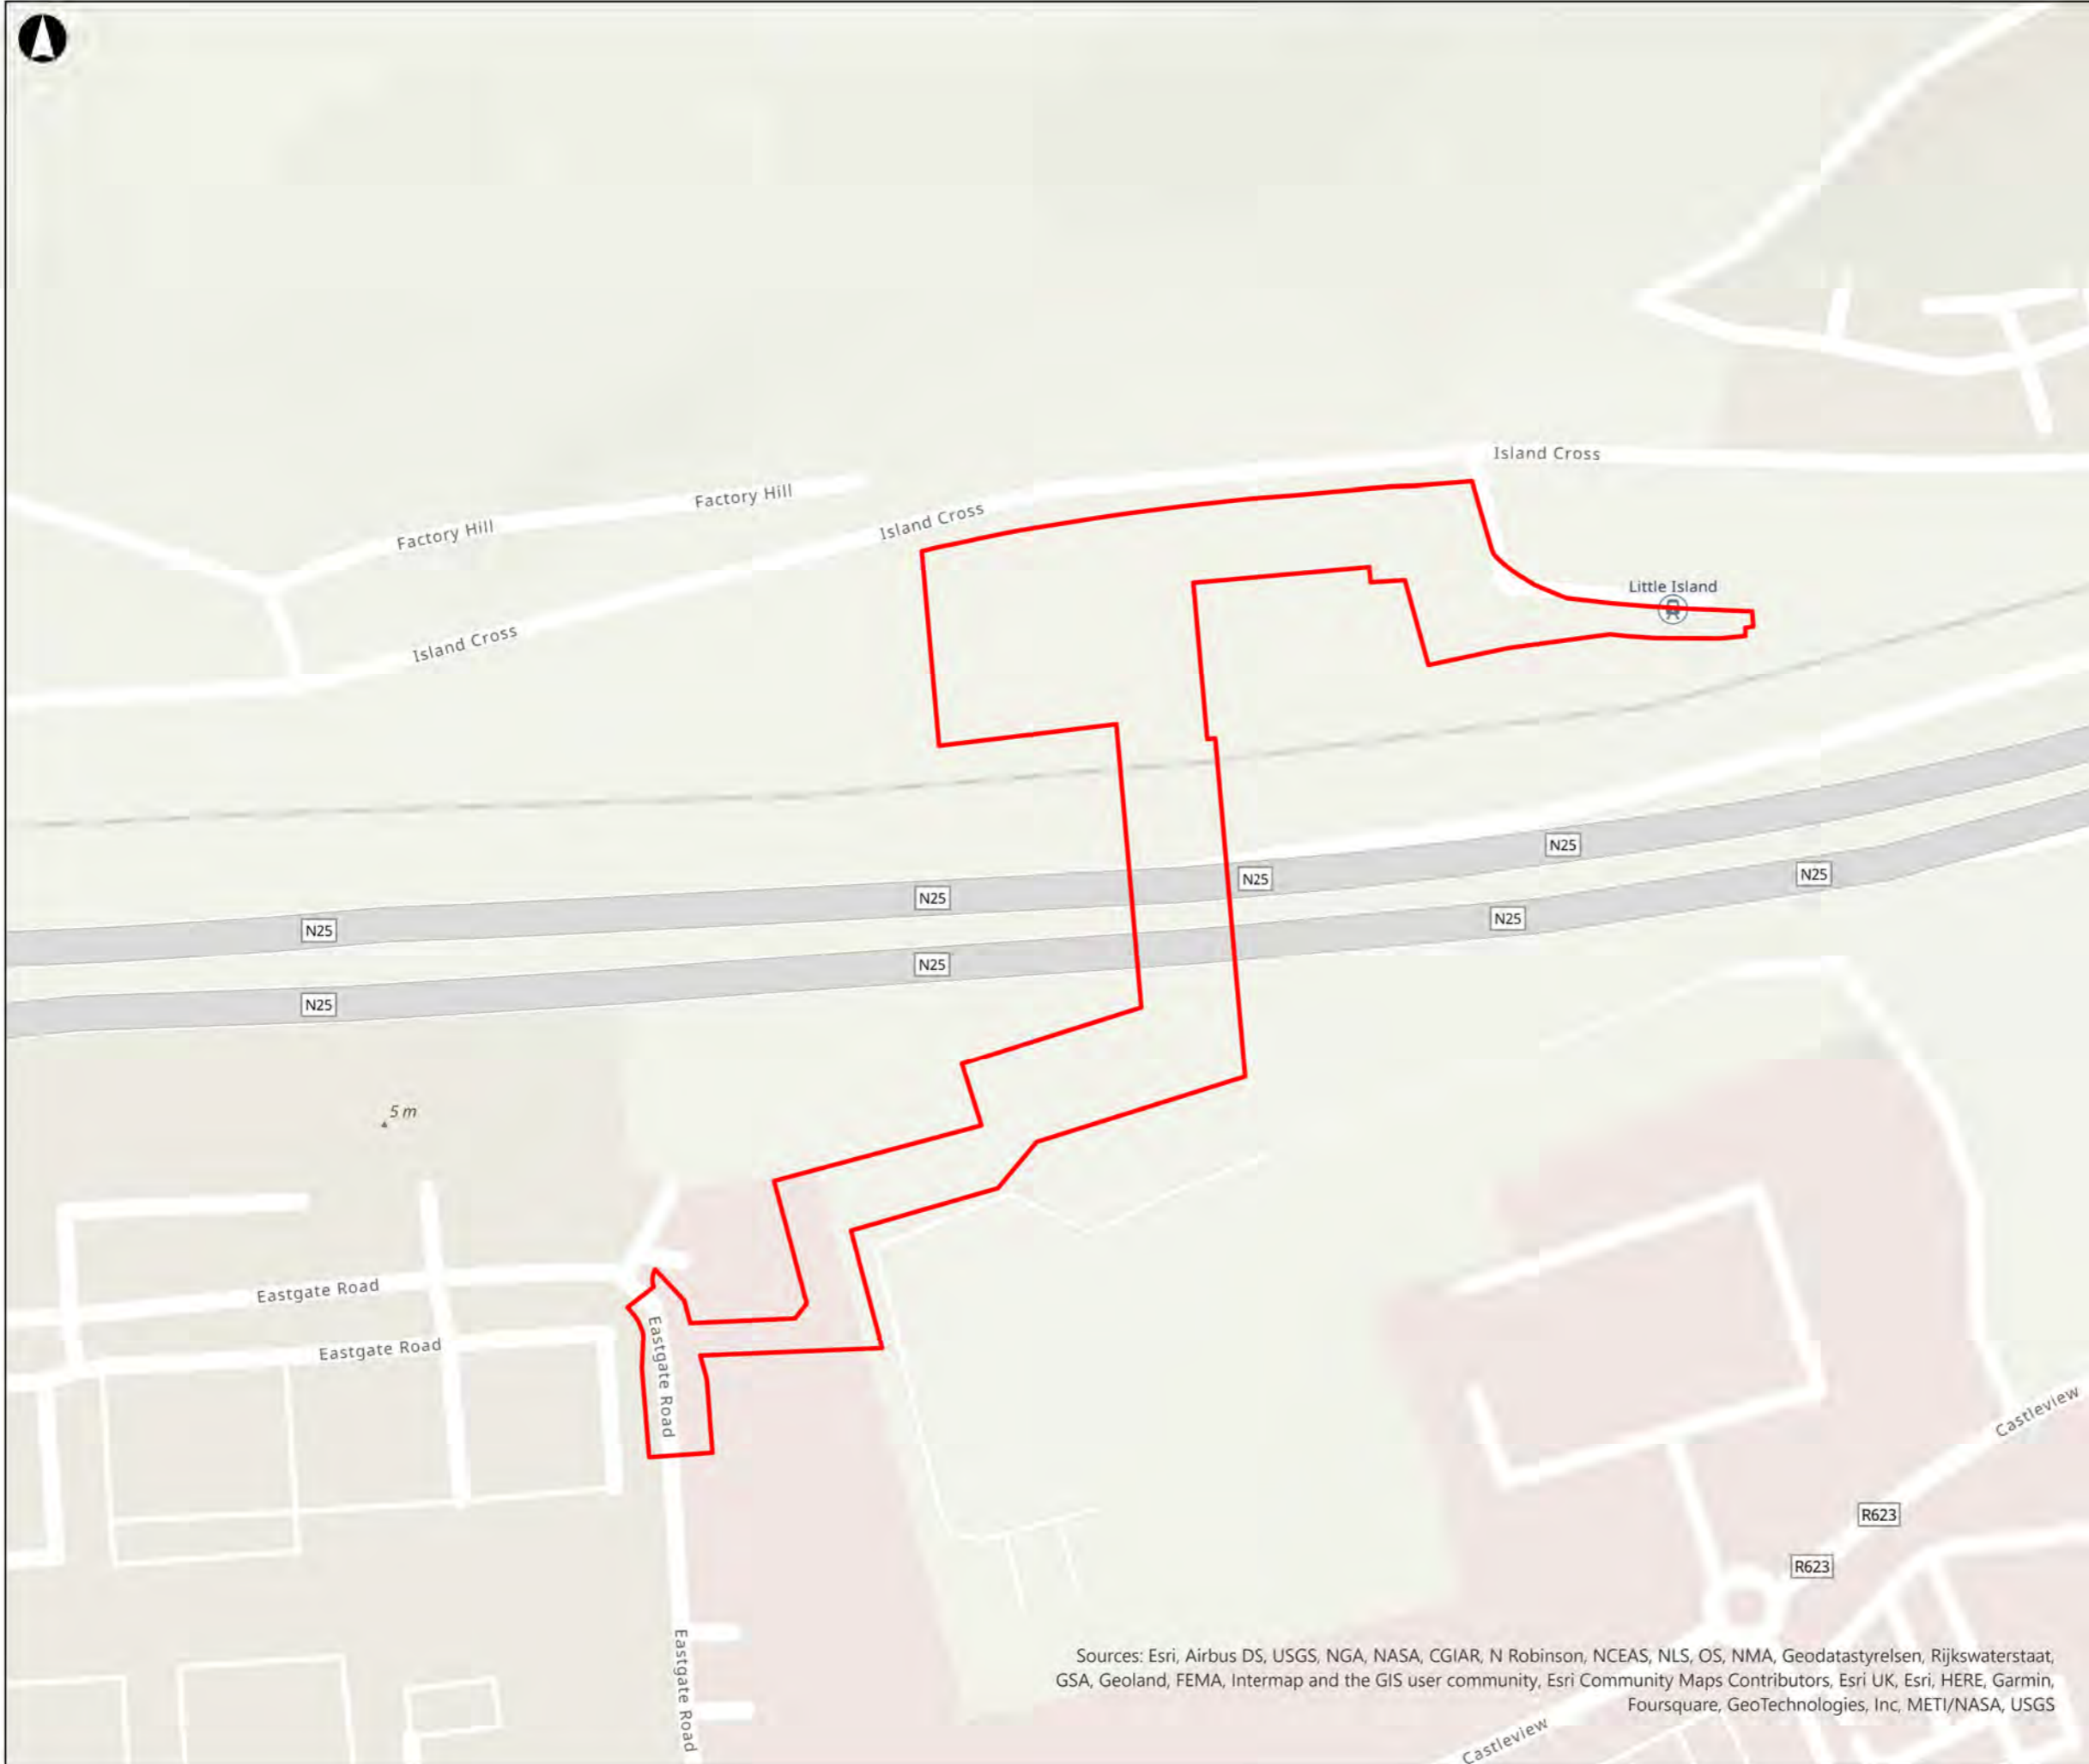 Island Cross
Factory Hill
Island Cross
Factory Hill
Little Island
Island Cross
N25
N25
N25
N25
N25
N25
N25
N25
5 m
Eastgate Road
Eastgate Road
Eastgate Road
Castleview
R623
R623
Eastgate Road
Sources: Esri, Airbus DS, USGS, NGA, NASA, CGIAR, N Robinson, NCEAS, NLS, OS, NMA, Geodatastyrelsen, Rijkswaterstaat,
GSA, Geoland, FEMA, Intermap and the GIS user community, Esri Community Maps Contributors, Esri UK, Esri, HERE, Garmin,
Foursquare, GeoTechnologies, Inc, METI/NASA, USGS
Castleview